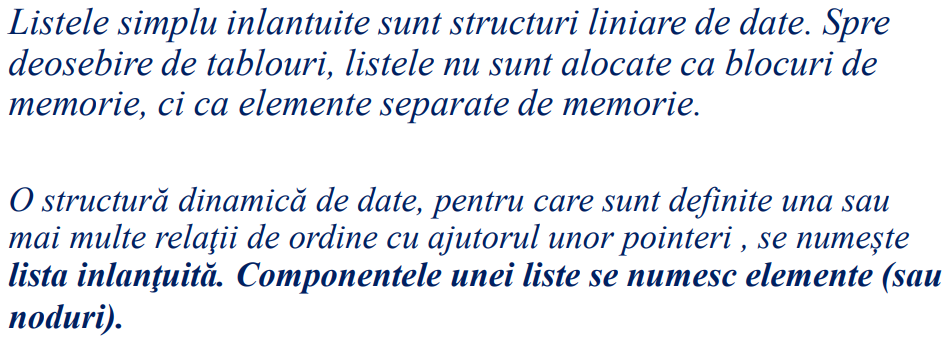 Listele simplu inlantuite sunt structuri liniare de date. Spre
deosebire de tablouri, listele nu sunt alocate ca blocuri de
memorie, ci ca elemente separate de memorie.
O structură dinamică de date, pentru care sunt definite una sau
mai multe relaţii de ordine cu ajutorul unor pointeri , se numește
lista inlanţuită. Componentele unei liste se numesc elemente (sau
noduri).